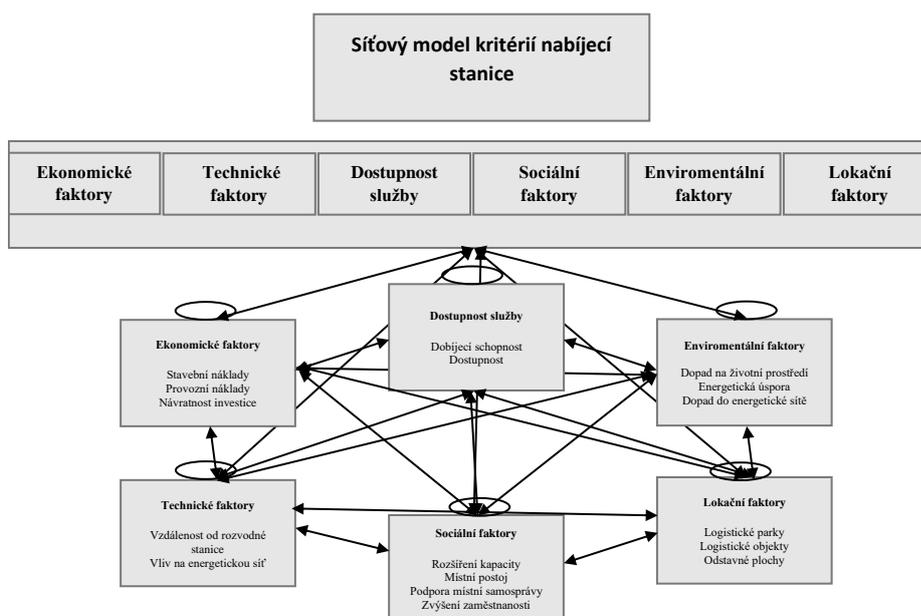 Síťový model kritérií nabíjecí
stanice
Ekonomické
faktory
Technické
faktory
Dostupnost
služby
Sociální
faktory
Enviromentální
faktory
Lokační
faktory
Ekonomické faktory
Stavební náklady
Provozní náklady
Návratnost investice
Dostupnost služby
Dobíjecí schopnost
Dostupnost
Enviromentální faktory
Dopad na životní prostředí
Energetická úspora
Dopad do energetické sítě
Technické faktory
Vzdálenost od rozvodné
stanice
Vliv na energetickou síť
Sociální faktory
Rozšíření kapacity
Místní postoj
Podpora místní samosprávy
Zvýšení zaměstnanosti
Lokační faktory
Logistické parky
Logistické objekty
Odstavné plochy